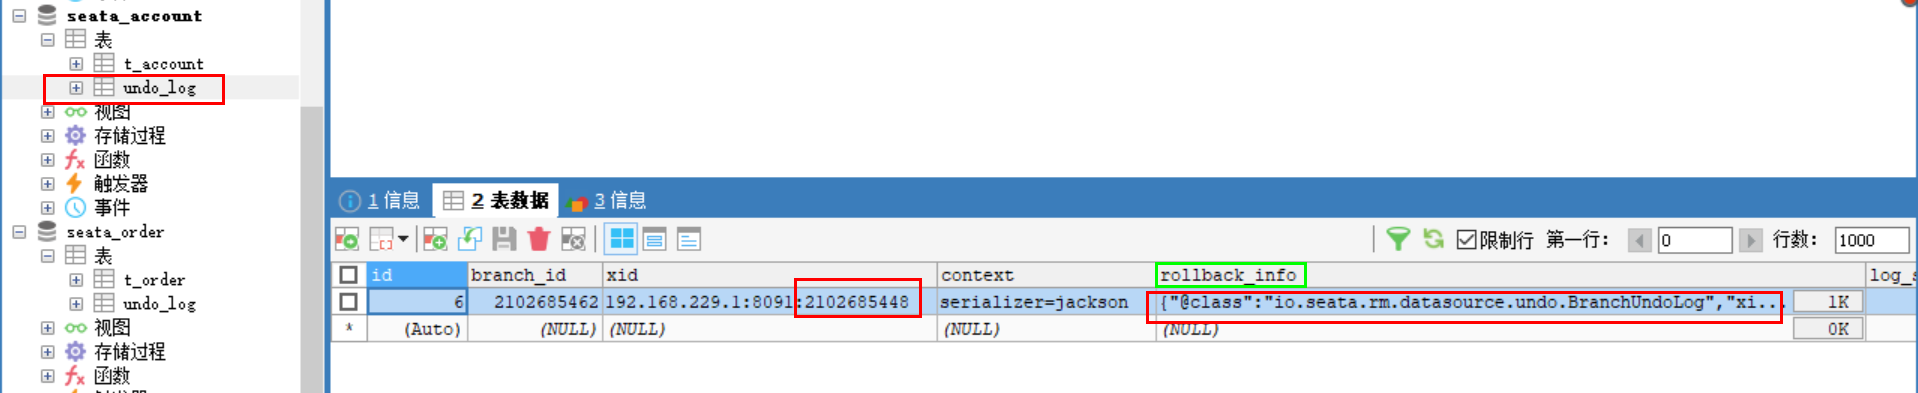 seata_account
表
t_account
undo_log
视图
存储过程
函数
触发器
事件
seata_order
表
t_order
undo_log
视图
存储过程
函数
1 信息 2 表数据 3 信息
限制行 第一行: 0 行数: 1000
id branch_id xid context rollback_info log_s
6 2102685462 192.168.229.1:8091:2102685448 serializer=jackson {"@class":"io.seata.rm.datasource.undo.BranchUndoLog","xi... 1K
* (Auto) (NULL) (NULL) (NULL) (NULL) 0K